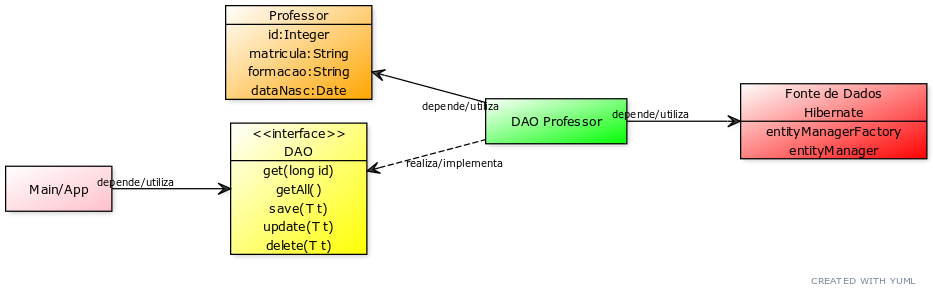 Professor
id:Integer
matricula:String
formacao:String
dataNasc:Date
depende/utiliza
<<interface>>
DAO
get(long id)
getAll()
save(T t)
update(T t)
delete(T t)
Main/App
depende/utiliza
DAO Professor
realiza/implementa
depende/utiliza
Fonte de Dados
Hibernate
entityManagerFactory
entityManager
CREATED WITH YUML